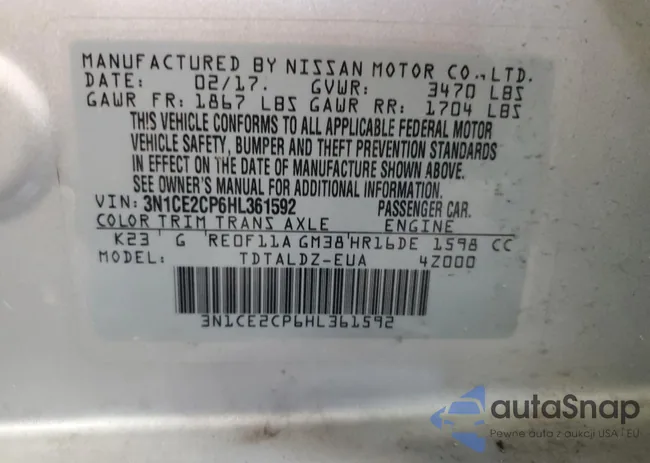 MANUFACTURED BY NISSAN MOTOR CO.,LTD.
DATE: 02/17. GVWR: 3470 LBS
GAWR FR: 1867 LBS GAWR RR: 1704 LBS
THIS VEHICLE CONFORMS TO ALL APPLICABLE FEDERAL MOTOR
VEHICLE SAFETY, BUMPER AND THEFT PREVENTION STANDARDS
IN EFFECT ON THE DATE OF MANUFACTURE SHOWN ABOVE.
SEE OWNER'S MANUAL FOR ADDITIONAL INFORMATION.
VIN: 3N1CE2CP6HL361592 PASSENGER CAR.
COLOR TRIM TRANS AXLE ENGINE
K23 G RE0F11A GM38 HR16DE 1598 CC
MODEL: TDTALDZ-EUA 4Z000
3N1CE2CP6HL361592
autaSnap
Pewne auta z aukcji USA i EU